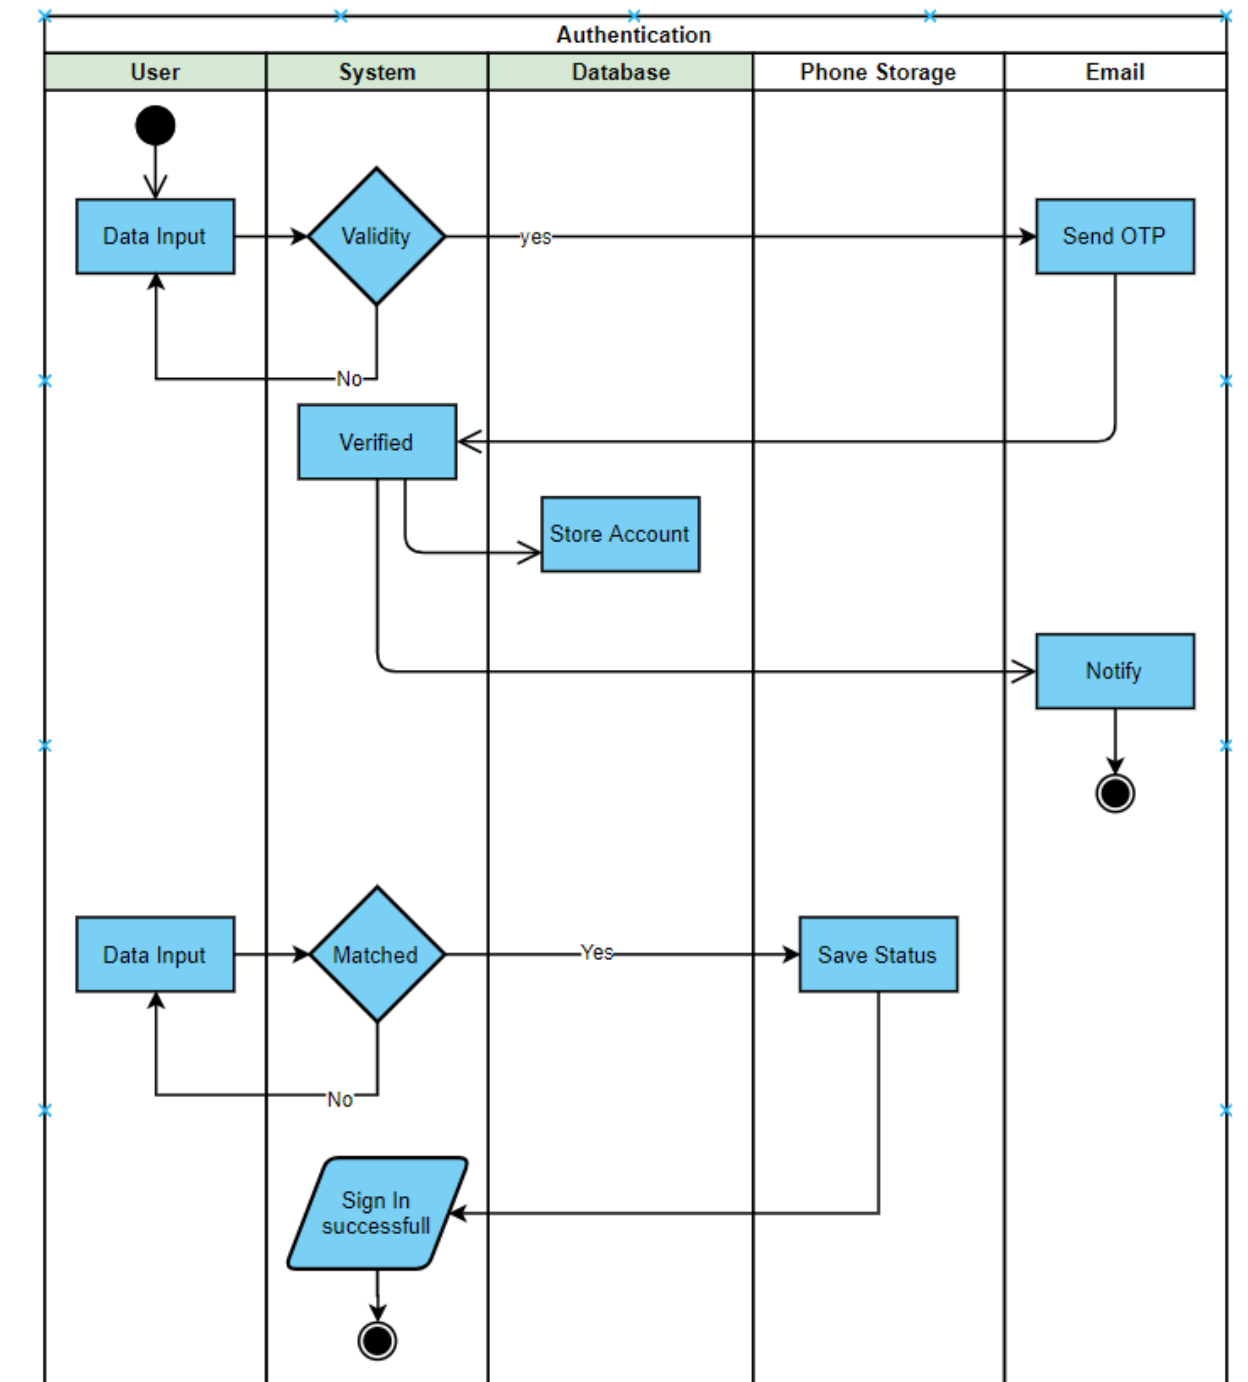 Authentication
User
System
Database
Phone Storage
Email
Data Input
Validity
yes
Send OTP
No
Verified
Store Account
Notify
Data Input
Matched
Yes
Save Status
No
Sign In
successfull